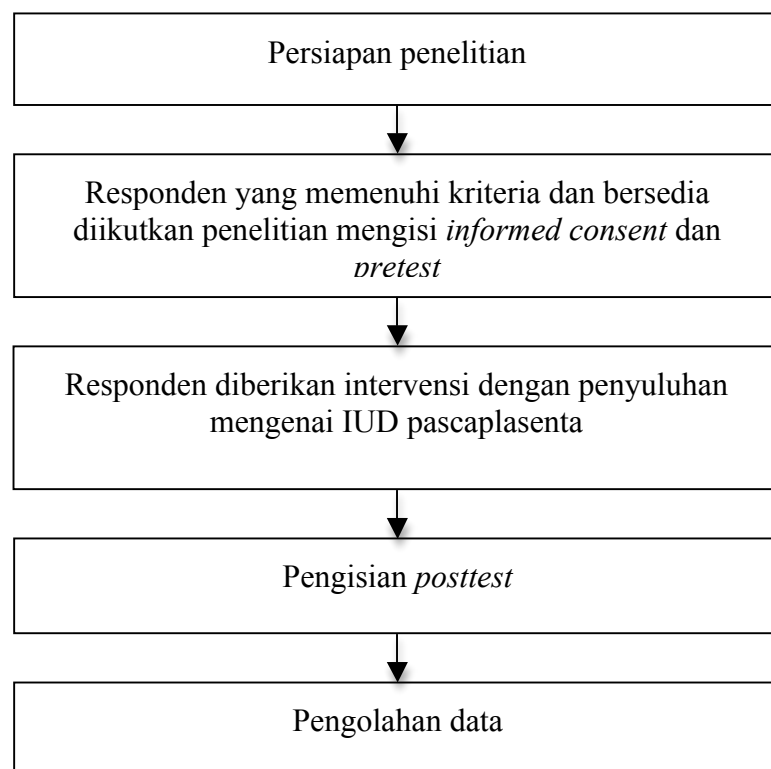 Persiapan penelitian
Responden yang memenuhi kriteria dan bersedia
diikutkan penelitian mengisi informed consent dan
pretest
Responden diberikan intervensi dengan penyuluhan
mengenai IUD pascaplasenta
Pengisian posttest
Pengolahan data